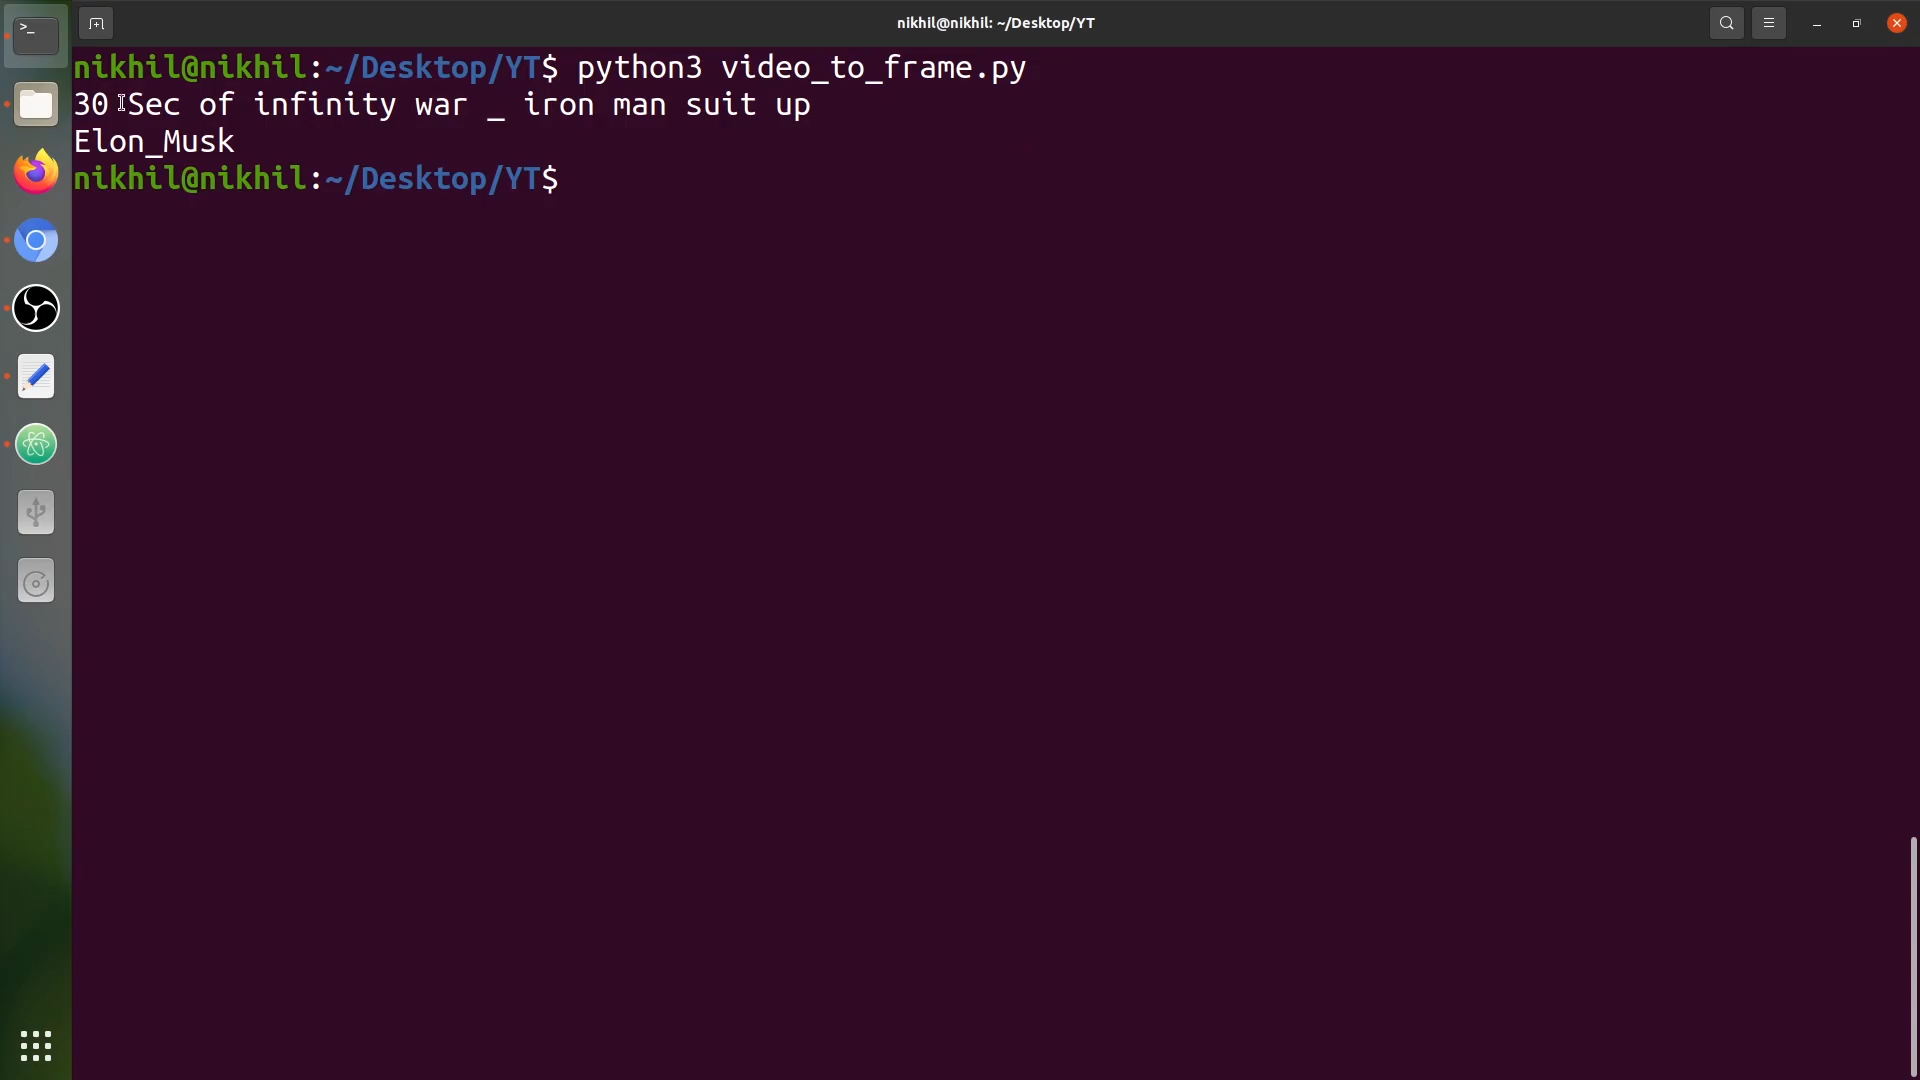 nikhil@nikhil: ~/Desktop/YT
nikhil@nikhil:~/Desktop/YT$ python3 video_to_frame.py
30 Sec of infinity war _ iron man suit up
Elon_Musk
nikhil@nikhil:~/Desktop/YT$